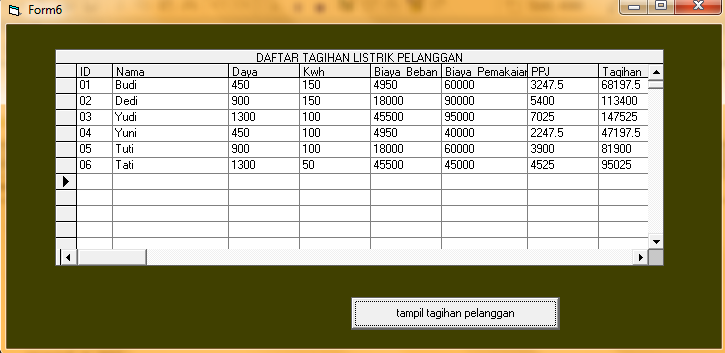 Form6
DAFTAR TAGIHAN LISTRIK PELANGGAN
ID Nama Daya Kwh Biaya Beban Biaya Pemakaian PPJ Tagihan
01 Budi 450 150 4950 60000 3247.5 68197.5
02 Dedi 900 150 18000 90000 5400 113400
03 Yudi 1300 100 45500 95000 7025 147525
04 Yuni 450 100 4950 40000 2247.5 47197.5
05 Tuti 900 100 18000 60000 3900 81900
06 Tati 1300 50 45500 45000 4525 95025
tampil tagihan pelanggan